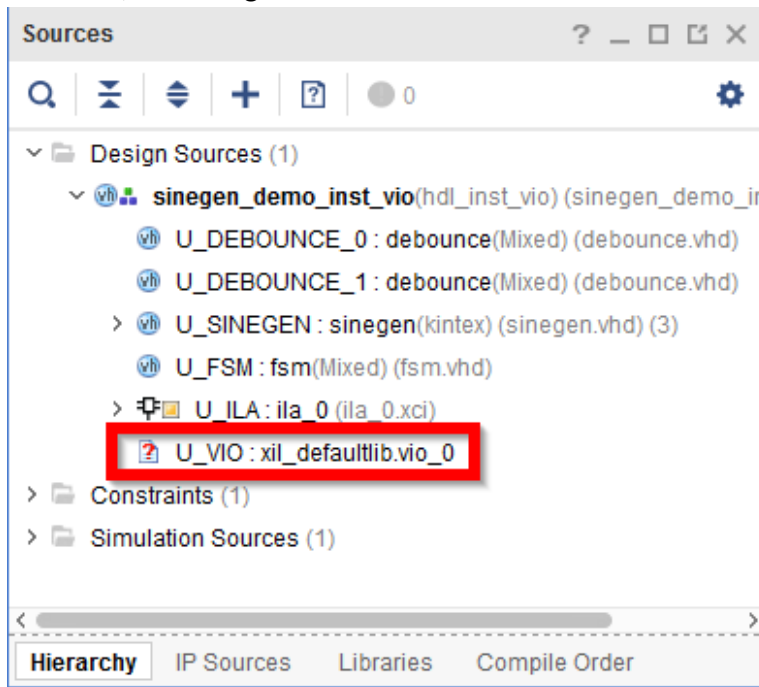 Sources
0
Design Sources (1)
sinegen_demo_inst_vio(hdl_inst_vio) (sinegen_demo_ir
U_DEBOUNCE_0 : debounce(Mixed) (debounce.vhd)
U_DEBOUNCE_1 : debounce(Mixed) (debounce.vhd)
U_SINEGEN : sinegen(kintex) (sinegen.vhd) (3)
U_FSM : fsm(Mixed) (fsm.vhd)
U_ILA : ila_0 (ila_0.xci)
U_VIO : xil_defaultlib.vio_0
Constraints (1)
Simulation Sources (1)
Hierarchy IP Sources Libraries Compile Order